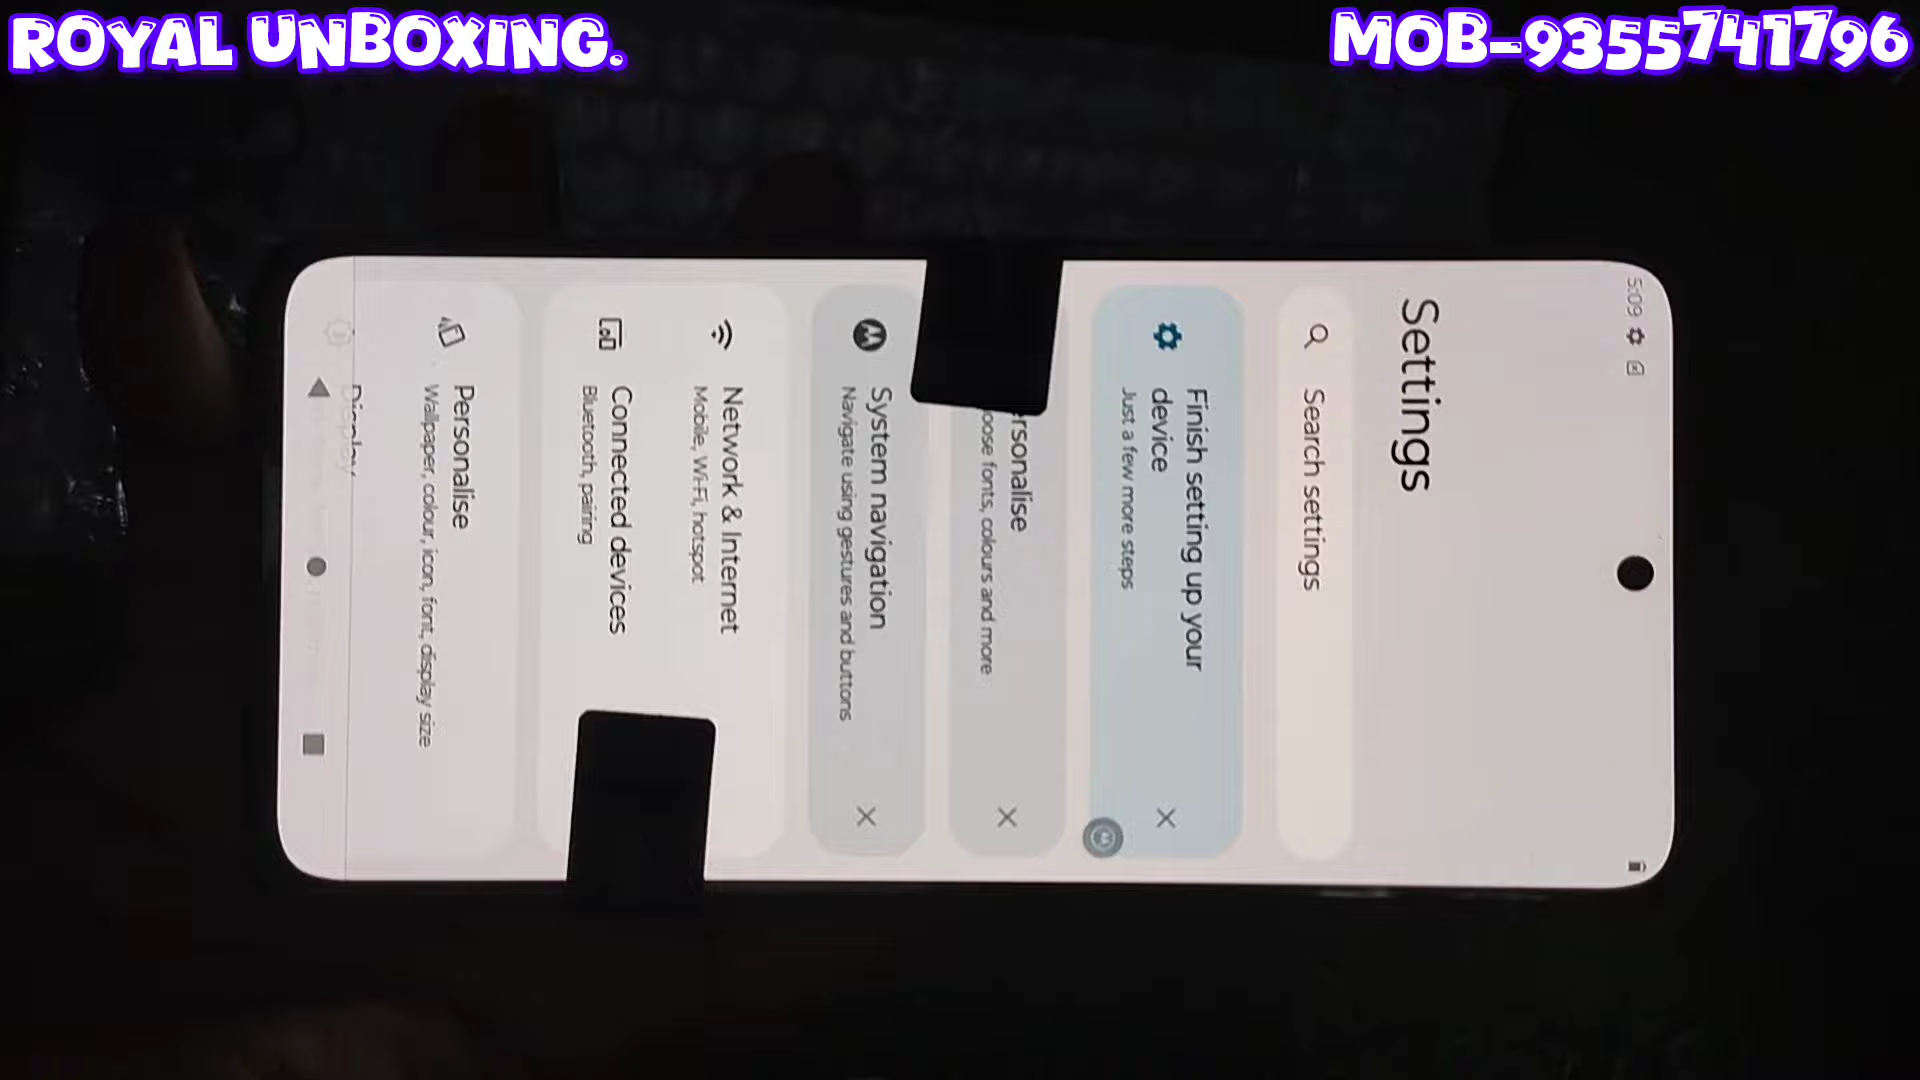 ROYAL UNBOXING.
MOB-9355741796
5:09
Settings
Search settings
Finish setting up your
device
Just a few more steps
ersonalise
oose fonts, colours and more
System navigation
Navigate using gestures and buttons
Network & Internet
Mobile, Wi-Fi, hotspot
Connected devices
Bluetooth, pairing
Personalise
Wallpaper, colour, icon, font, display size
Display